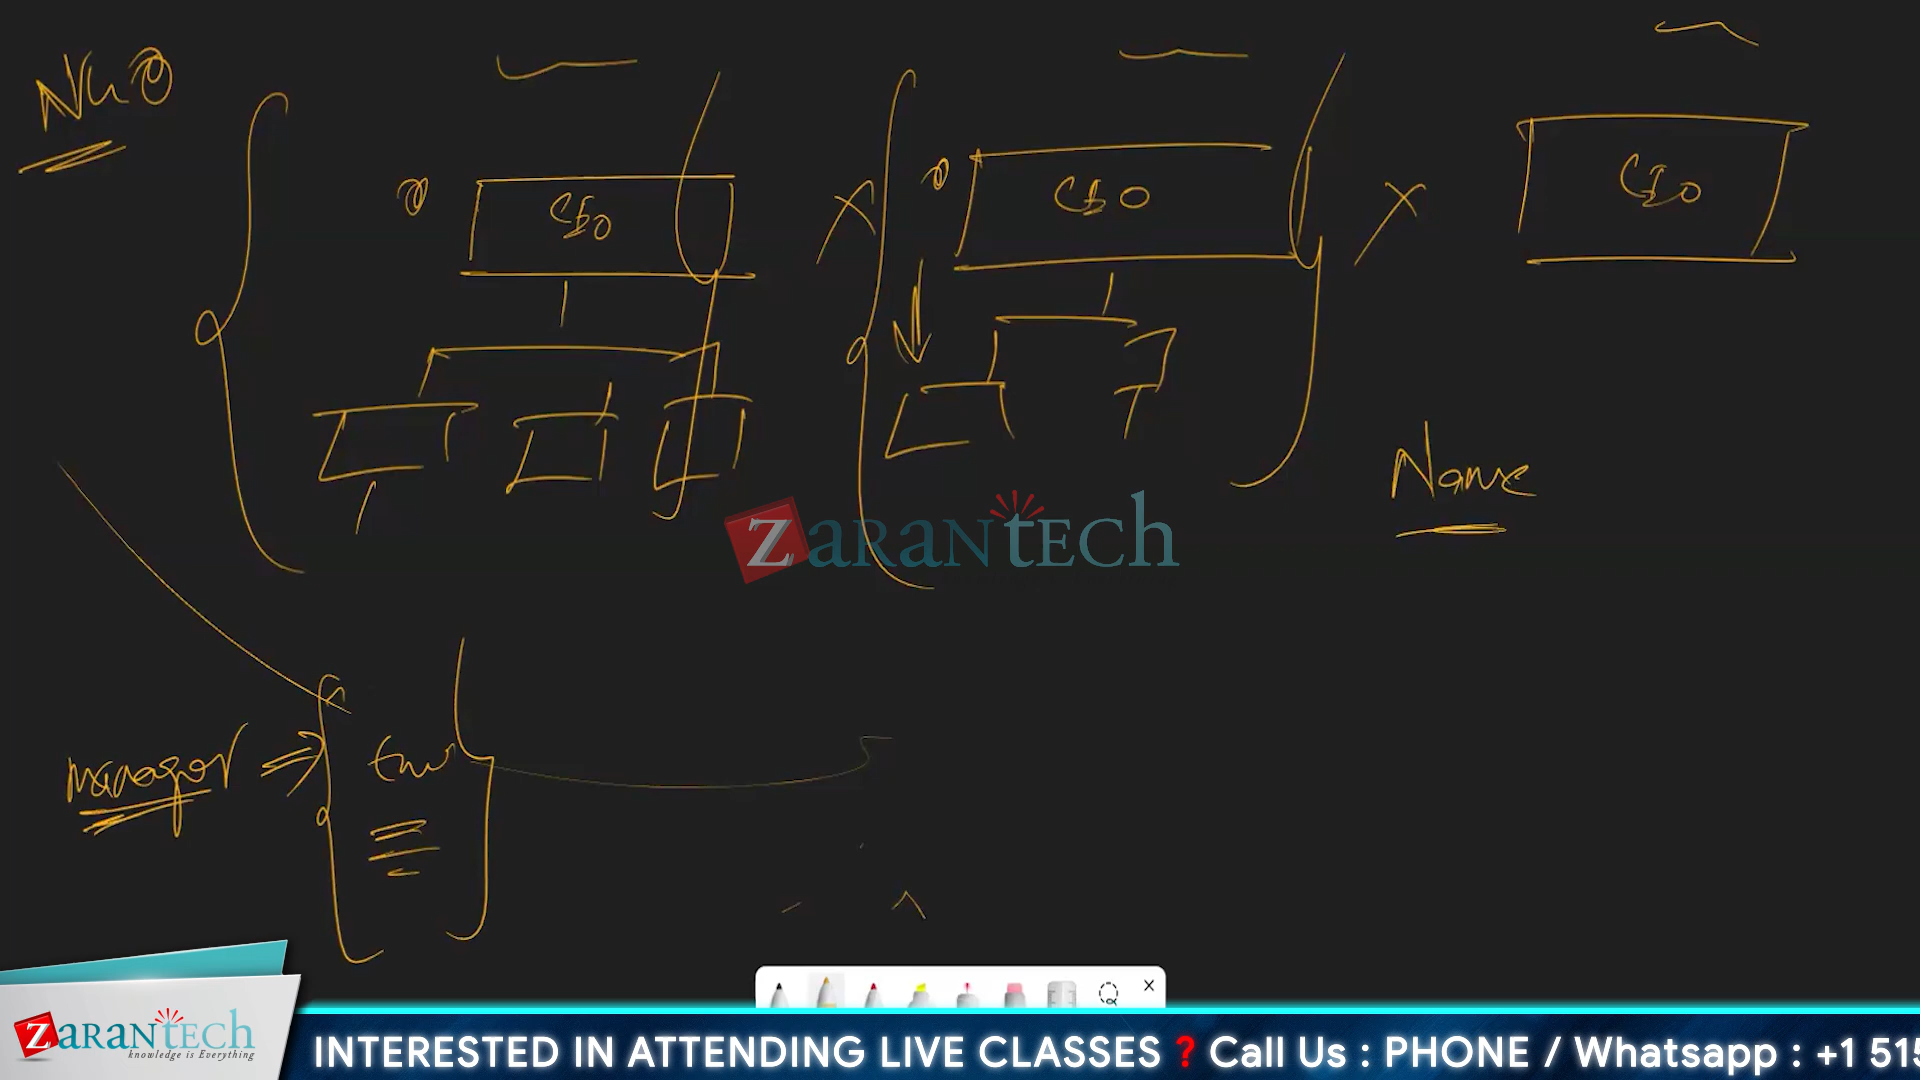 NGO
CEO
CEO
CEO
Name
ZARANTECH
manager
ZARANTECH
knowledge is Everything
INTERESTED IN ATTENDING LIVE CLASSES ? Call Us : PHONE / Whatsapp : +1 515